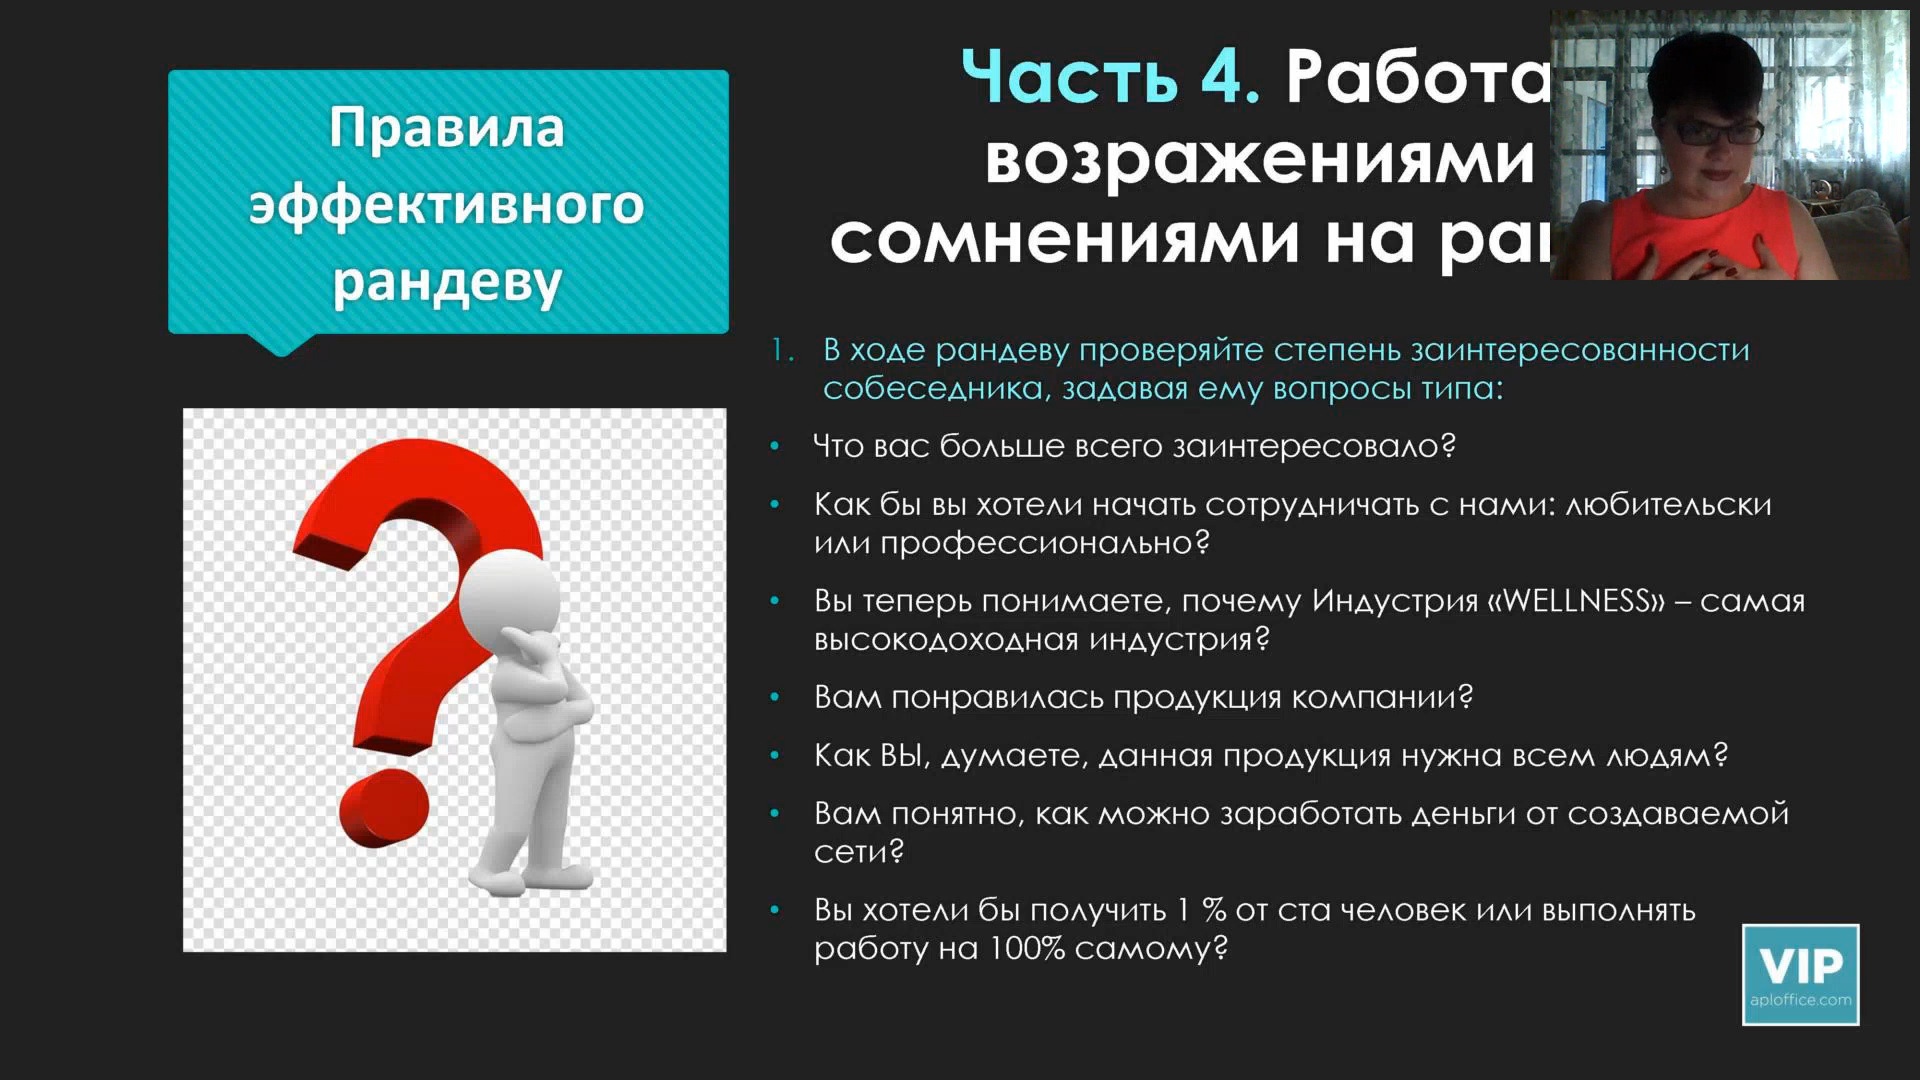 Правила
эффективного
рандеву
Часть 4. Работа
возражениями
сомнениями на
1. В ходе рандеву проверяйте степень заинтересованности
собеседника, задавая ему вопросы типа:
• Что вас больше всего заинтересовало?
• Как бы вы хотели начать сотрудничать с нами: любительски
или профессионально?
• Вы теперь понимаете, почему Индустрия «WELLNESS» – самая
высокодоходная индустрия?
• Вам понравилась продукция компании?
• Как ВЫ, думаете, данная продукция нужна всем людям?
• Вам понятно, как можно заработать деньги от создаваемой
сети?
• Вы хотели бы получить 1 % от ста человек или выполнять
работу на 100% самому?
VIP
aploffice.com